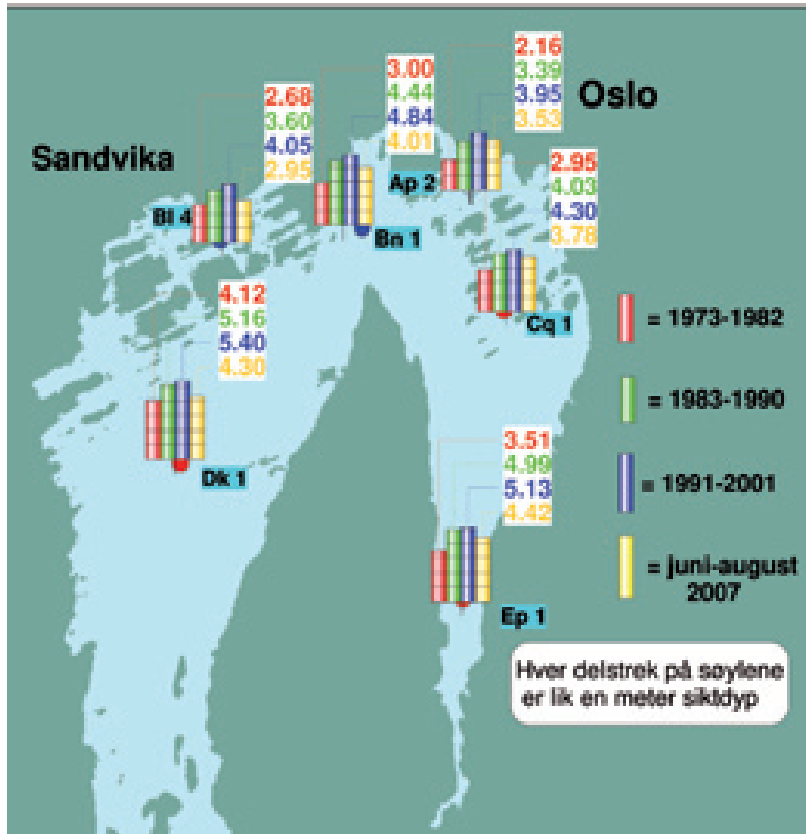 2.16
3.39
3.95
3.53
Oslo
3.00
4.44
4.84
4.01
2.68
3.60
4.05
2.95
Sandvika
Bl 4
Bn 1
Ap 2
2.95
4.03
4.30
3.78
Cq 1
4.12
5.16
5.40
4.30
Dk 1
3.51
4.99
5.13
4.42
Ep 1
= 1973-1982
= 1983-1990
= 1991-2001
= juni-august
2007
Hver delstrek på søylene
er lik en meter siktdyp